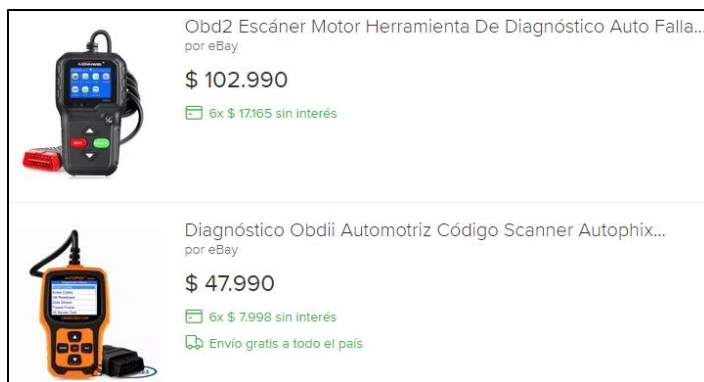 Obd2 Escáner Motor Herramienta De Diagnóstico Auto Falla...
por eBay
$ 102.990
6x $ 17.165 sin interés
Diagnóstico Obdii Automotriz Código Scanner Autophix...
por eBay
$ 47.990
6x $ 7.998 sin interés
Envío gratis a todo el país